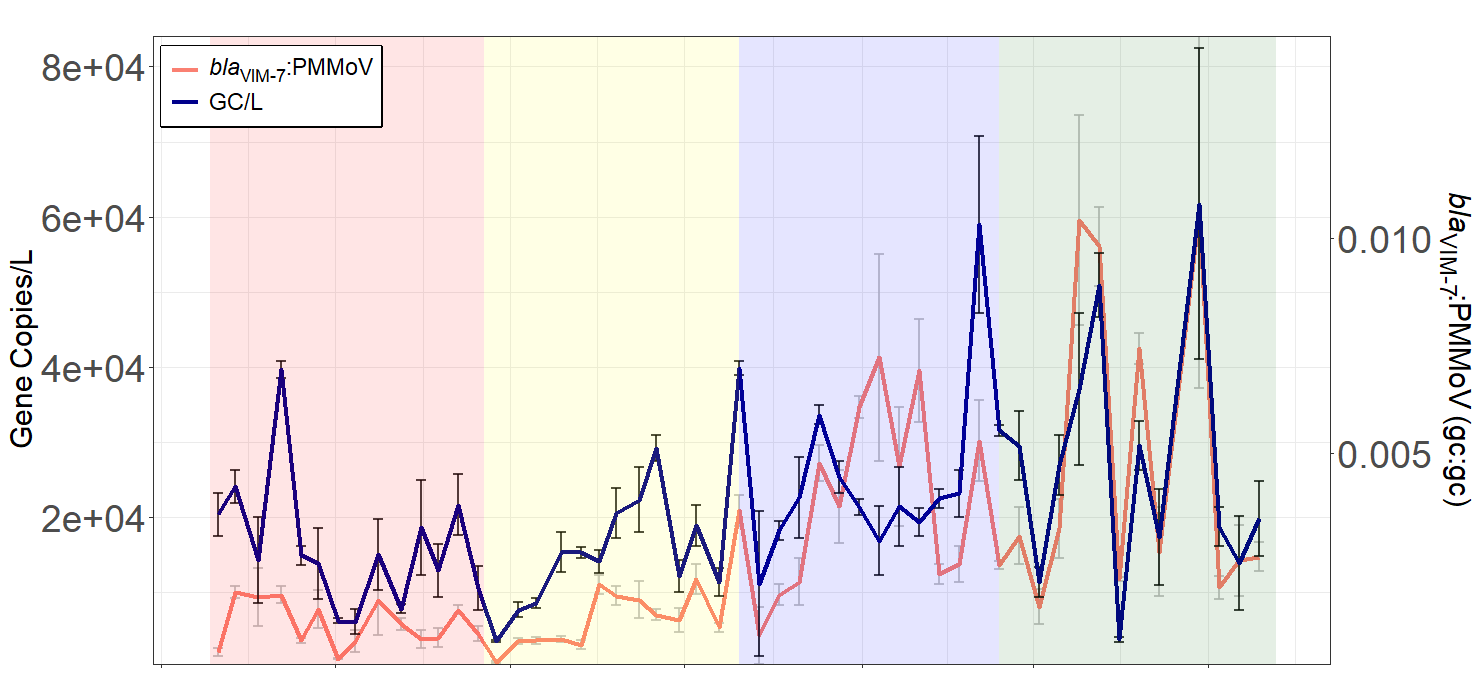 8e+04
6e+04
4e+04
2e+04
Gene Copies/L
blaVIM-7:PMMoV
GC/L
0.010
0.005
blaVIM-7:PMMoV (gc:gc)